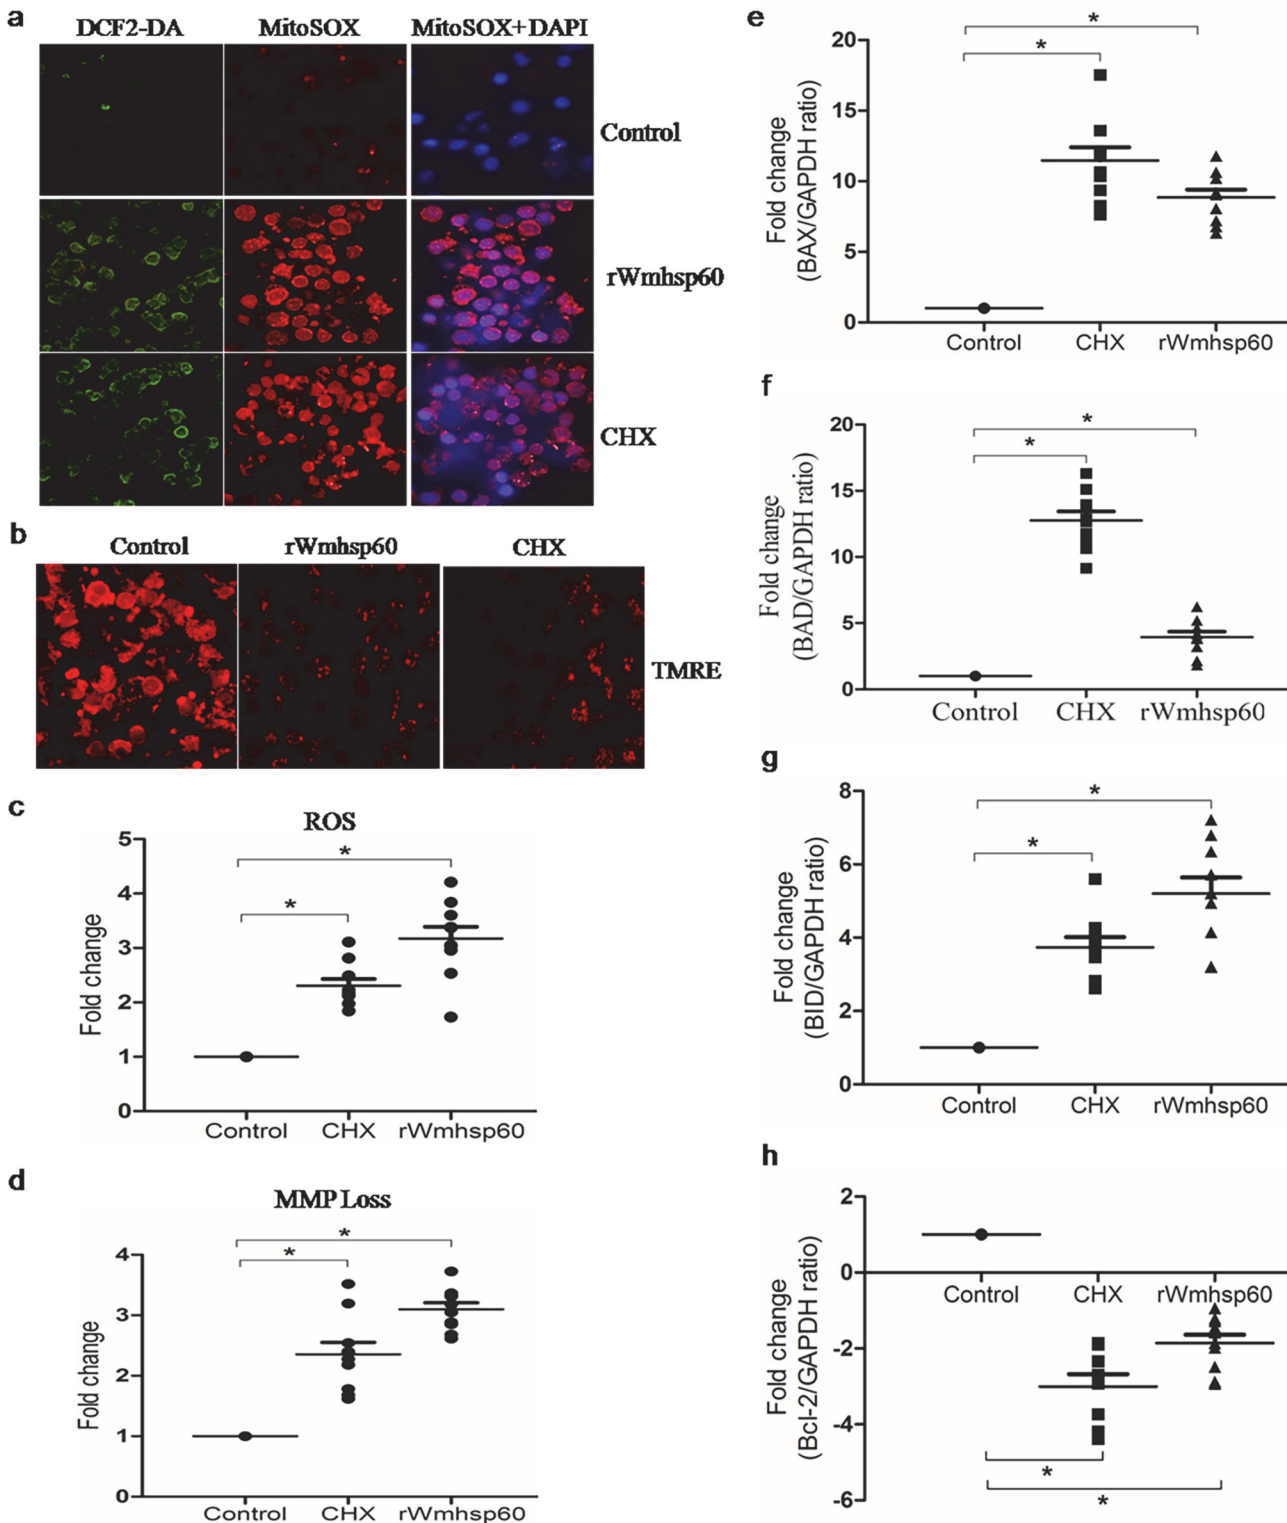 a
DCF2-DA MitoSOX MitoSOX+DAPI
Control
rWmhsp60
CHX
b
Control rWmhsp60 CHX
TMRE
c
ROS
Fold change
5
4
3
2
1
0
*
*
Control CHX rWmhsp60
d
MMP Loss
Fold change
4
3
2
1
0
*
*
Control CHX rWmhsp60
e
Fold change
(BAX/GAPDH ratio)
20
15
10
5
0
*
*
Control CHX rWmhsp60
f
Fold change
(BAD/GAPDH ratio)
20
15
10
5
0
*
*
Control CHX rWmhsp60
g
Fold change
(BID/GAPDH ratio)
8
6
4
2
0
*
*
Control CHX rWmhsp60
h
Fold change
(Bcl-2/GAPDH ratio)
2
0
-2
-4
-6
Control CHX rWmhsp60
*
*